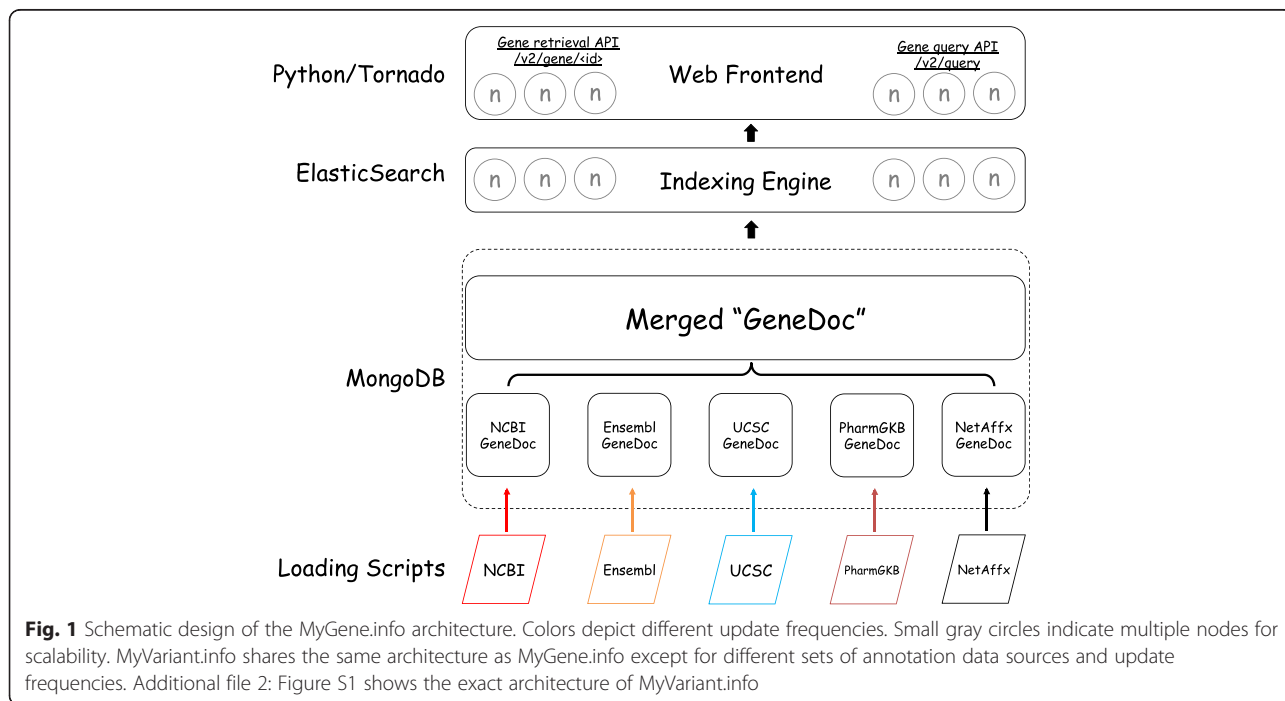 Gene retrieval API
/v2/gene/<id>
Gene query API
/v2/query
Python/Tornado
Web Frontend
n n n n n n
ElasticSearch
Indexing Engine
n n n n n n
Merged “GeneDoc”
MongoDB
NCBI
GeneDoc
Ensembl
GeneDoc
UCSC
GeneDoc
PharmGKB
GeneDoc
NetAffx
GeneDoc
Loading Scripts
NCBI
Ensembl
UCSC
PharmGKB
NetAffx
Fig. 1 Schematic design of the MyGene.info architecture. Colors depict different update frequencies. Small gray circles indicate multiple nodes for
scalability. MyVariant.info shares the same architecture as MyGene.info except for different sets of annotation data sources and update
frequencies. Additional file 2: Figure S1 shows the exact architecture of MyVariant.info